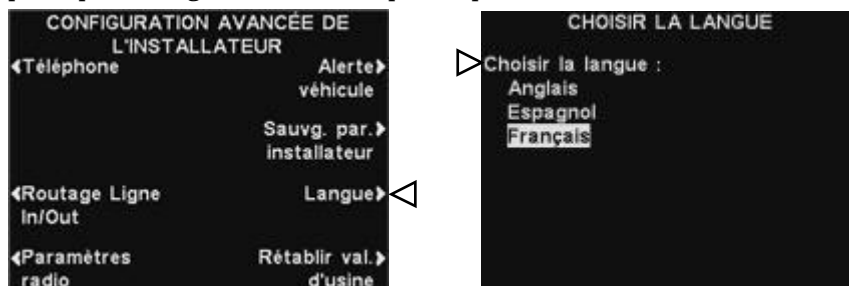 CONFIGURATION AVANCÉE DE
L'INSTALLATEUR
Téléphone
Alerte
véhicule
Sauvg. par.
installateur
Routage Ligne
In/Out
Langue
Paramètres
radio
Rétablir val.
d'usine
CHOISIR LA LANGUE
Choisir la langue :
Anglais
Espagnol
Français